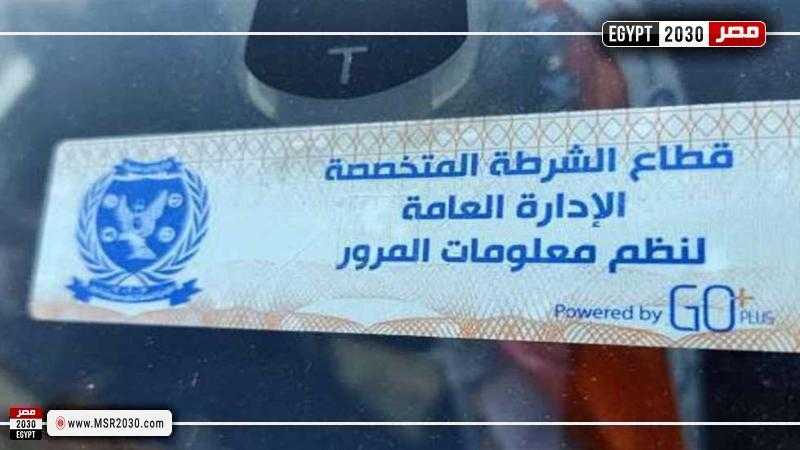 EGYPT 2030 مصر
T
قطاع الشرطة المتخصصة
الإدارة العامة
لنظم معلومات المرور
Powered by GO+ PLUS
مصر
2030
EGYPT
www.MSR2030.com